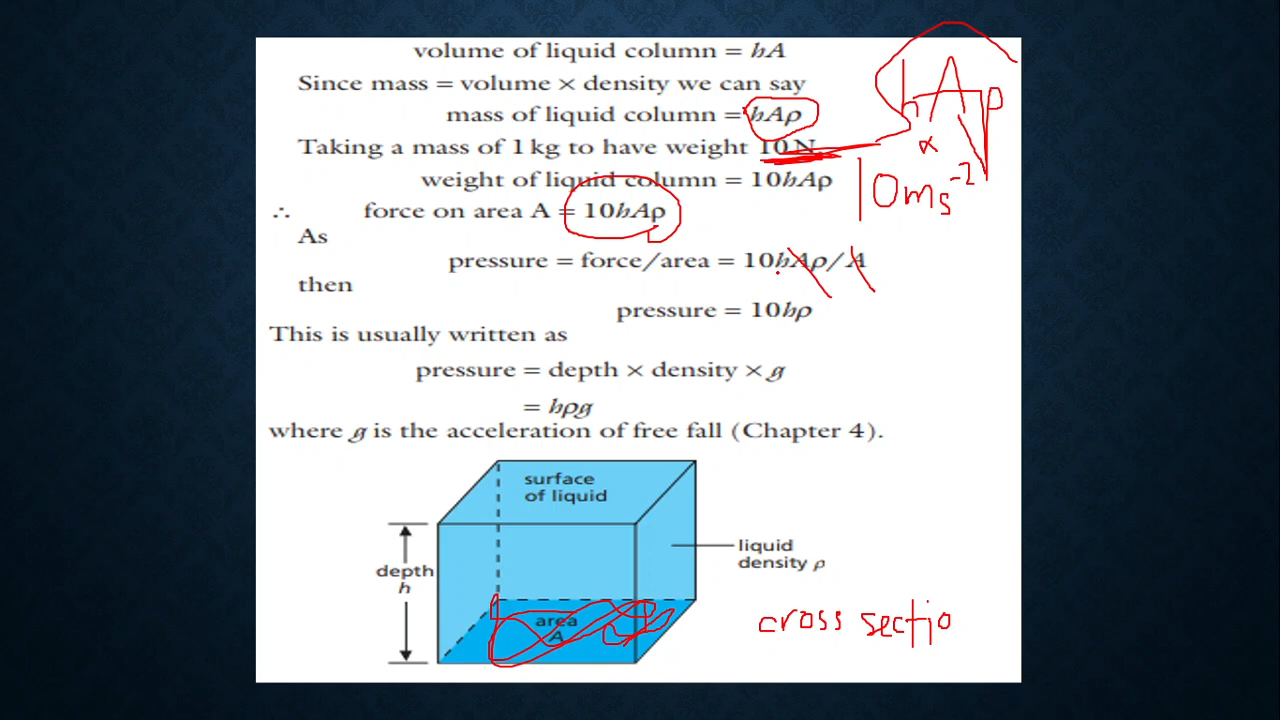 volume of liquid column = hA
Since mass = volume × density we can say
mass of liquid column = hAρ
Taking a mass of 1 kg to have weight 10 N,
weight of liquid column = 10hAρ
∴ force on area A = 10hAρ
As
pressure = force/area = 10hAρ/A
then
pressure = 10hρ
This is usually written as
pressure = depth × density × g
= hρg
where g is the acceleration of free fall (Chapter 4).
hAρ
×
10ms⁻²
surface
of liquid
depth
h
liquid
density ρ
area
A
cross sectio